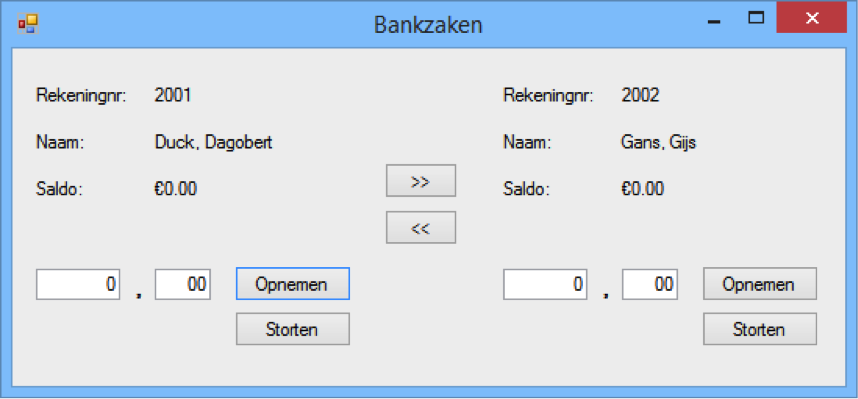 Bankzaken
Rekeningnr: 2001
Naam: Duck, Dagobert
Saldo: €0.00
0 , 00 Opnemen
Storten
>>
<<
Rekeningnr: 2002
Naam: Gans, Gijs
Saldo: €0.00
0 , 00 Opnemen
Storten